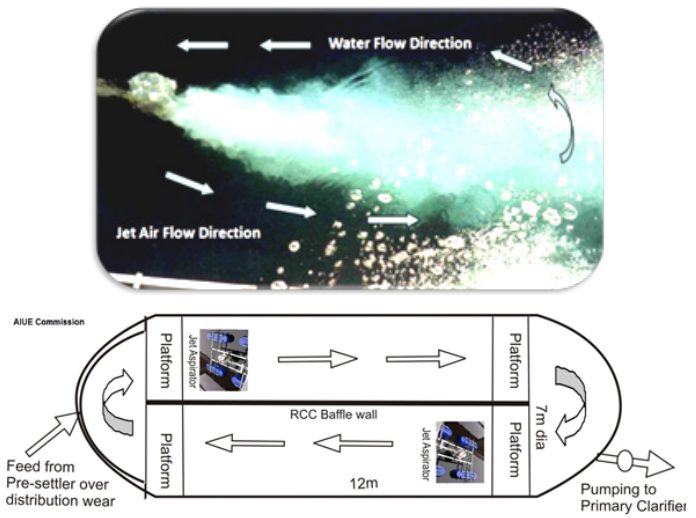 Water Flow Direction
Jet Air Flow Direction
AIUE Commission
Platform
Jet Aspirator
Platform
7m dia
RCC Baffle wall
Platform
12m
Jet Aspirator
Platform
Feed from
Pre-settler over
distribution wear
Pumping to
Primary Clarifier